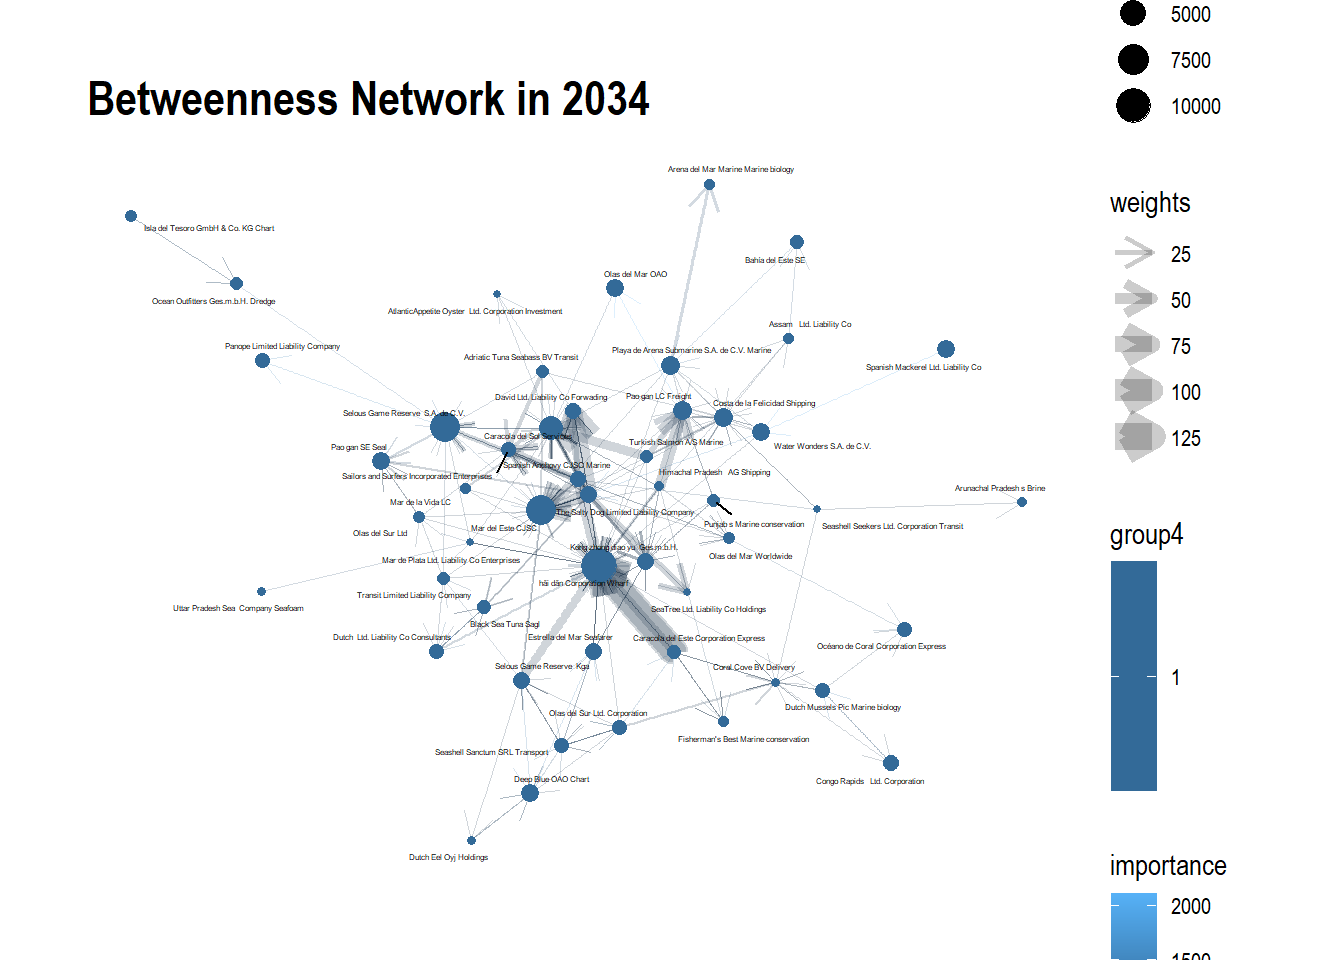 5000
7500
10000
Betweenness Network in 2034
Arena del Mar Marine Marine biology
weights
25
50
75
100
125
Isla del Tesoro GmbH & Co. KG Chart
Bahía del Este SE
Olas del Mar OAO
Ocean Outfitters Ges.m.b.H. Dredge
AtlanticAppetite Oyster Ltd. Corporation Investment
Assam Ltd. Liability Co
Panope Limited Liability Company
Playa de Arena Submarine S.A. de C.V. Marine
Adriatic Tuna Seabass BV Transit
Spanish Mackerel Ltd. Liability Co
David Ltd. Liability Co Forwading
Pao gan LC Freight
Costa de la Felicidad Shipping
Selous Game Reserve S.A. de C.V.
Caracola del Sol Services
Turkish Salmon A/S Marine
Water Wonders S.A. de C.V.
Pao gan SE Seal
Spanish Anchovy CJSC Marine
Sailors and Surfers Incorporated Enterprises
Himachal Pradesh AG Shipping
Arunachal Pradesh s Brine
Mar de la Vida LC
The Salty Dog Limited Liability Company
Mar del Este CJSC
Punjab s Marine conservation
Seashell Seekers Ltd. Corporation Transit
Olas del Sur Ltd
group4
1
Kong zhong diao yu Ges.m.b.H.
Olas del Mar Worldwide
Mar de Plata Ltd. Liability Co Enterprises
hǎi dǎn Corporation Wharf
Transit Limited Liability Company
Uttar Pradesh Sea Company Seafoam
SeaTree Ltd. Liability Co Holdings
Black Sea Tuna Sagl
Dutch Ltd. Liability Co Consultants
Estrella del Mar Seafarer
Caracola del Este Corporation Express
Océano de Coral Corporation Express
Selous Game Reserve Kga
Coral Cove BV Delivery
Dutch Mussels Plc Marine biology
Olas del Sur Ltd. Corporation
Fisherman's Best Marine conservation
Seashell Sanctum SRL Transport
Deep Blue OAO Chart
Congo Rapids Ltd. Corporation
Dutch Eel Oyj Holdings
importance
2000